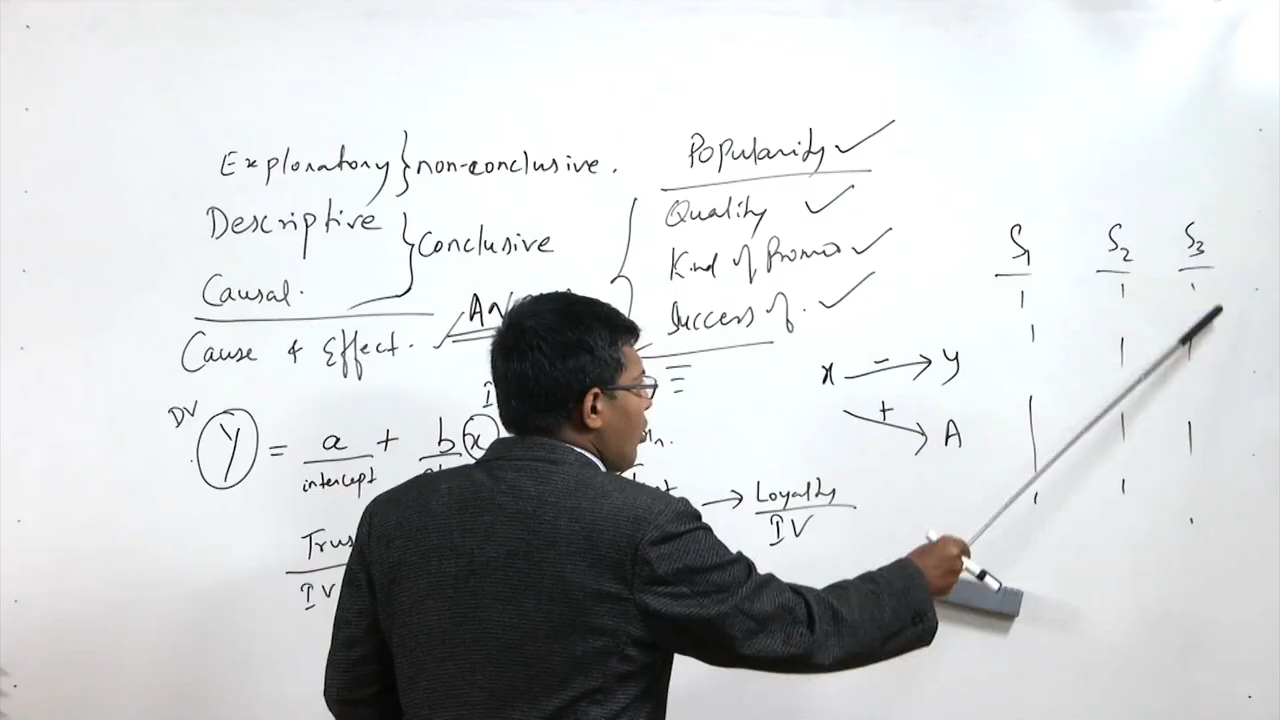 Exploratory } non-conclusive.
Descriptive
Causal. } Conclusive
Cause & Effect.
DV
Y = a + b x
intercept
Trus
IV
Popularity ✓
Quality ✓
Kind of Promo ✓
Success of. ✓
x - → y
+ → A
→ Loyalty
IV
S1 S2 S3